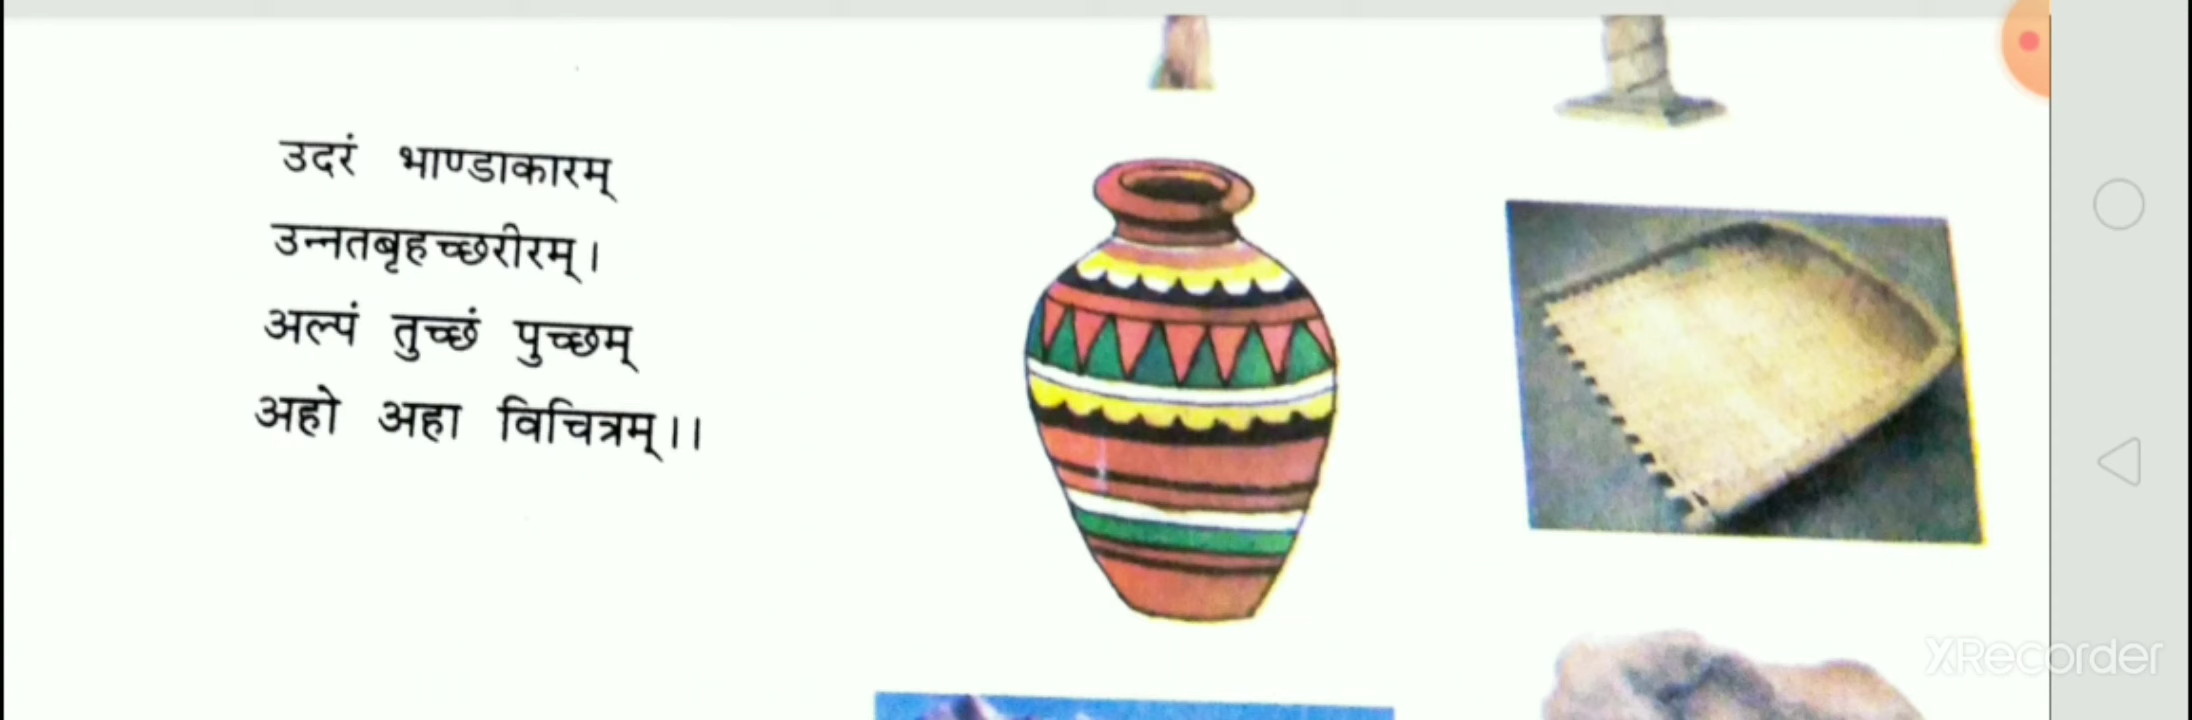 उदरं भाण्डाकारम्
उन्नतबृहच्छरीरम्।
अल्पं तुच्छं पुच्छम्
अहो अहा विचित्रम्।।
XRecorder